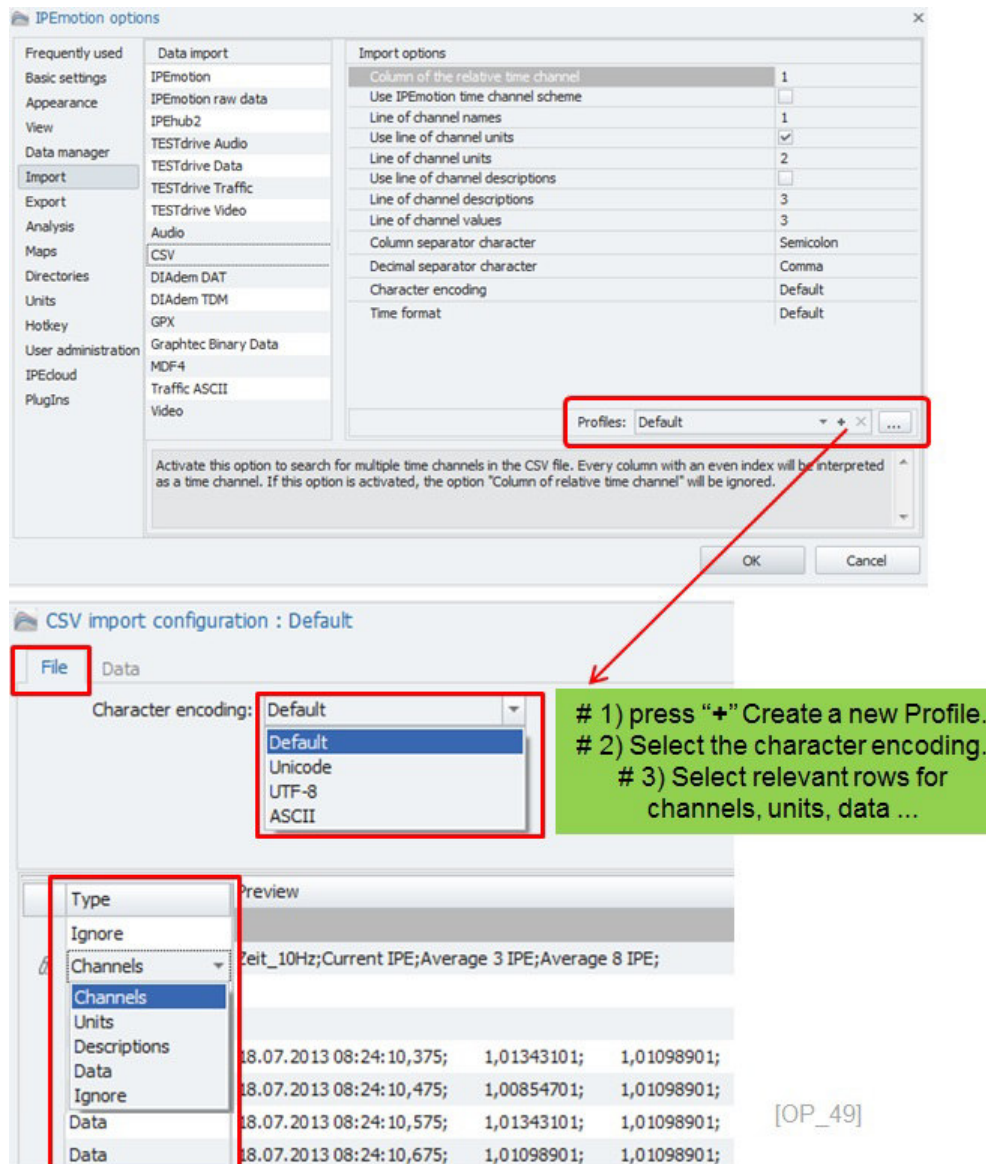 IPEmotion options
Frequently used
Basic settings
Appearance
View
Data manager
Import
Export
Analysis
Maps
Directories
Units
Hotkey
User administration
IPEcloud
PlugIns
Data import
IPEmotion
IPEmotion raw data
IPEhub2
TESTdrive Audio
TESTdrive Data
TESTdrive Traffic
TESTdrive Video
Audio
CSV
DIAdem DAT
DIAdem TDM
GPX
Graphtec Binary Data
MDF4
Traffic ASCII
Video
Import options
Column of the relative time channel 1
Use IPEmotion time channel scheme
Line of channel names 1
Use line of channel units
Line of channel units 2
Use line of channel descriptions
Line of channel descriptions 3
Line of channel values 3
Column separator character Semicolon
Decimal separator character Comma
Character encoding Default
Time format Default
Profiles: Default + × ...
Activate this option to search for multiple time channels in the CSV file. Every column with an even index will be interpreted
as a time channel. If this option is activated, the option "Column of relative time channel" will be ignored.
OK Cancel
CSV import configuration : Default
File Data
Character encoding: Default
Default
Unicode
UTF-8
ASCII
# 1) press “+” Create a new Profile.
# 2) Select the character encoding.
# 3) Select relevant rows for
channels, units, data ...
Type Preview
Ignore
Channels Zeit_10Hz;Current IPE;Average 3 IPE;Average 8 IPE;
Channels
Units
Descriptions
Data
Ignore
18.07.2013 08:24:10,375; 1,01343101; 1,01098901;
18.07.2013 08:24:10,475; 1,00854701; 1,01098901;
Data 18.07.2013 08:24:10,575; 1,01343101; 1,01098901;
Data 18.07.2013 08:24:10,675; 1,01098901; 1,01098901;
[OP_49]